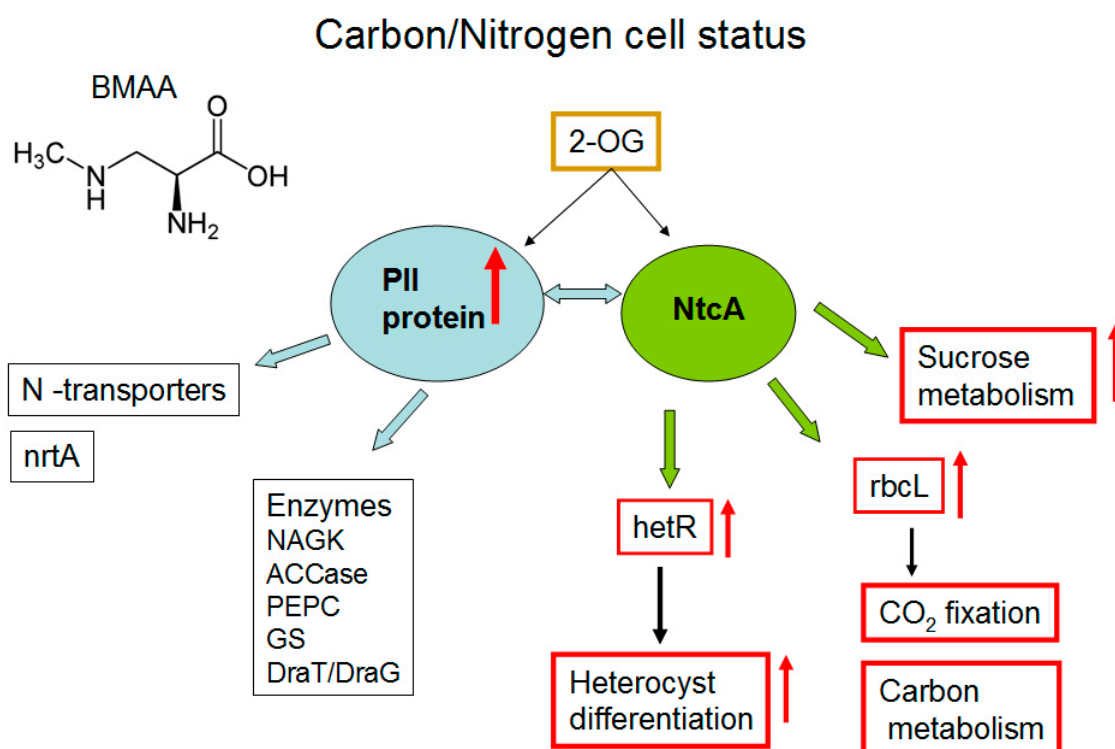 Carbon/Nitrogen cell status
BMAA
O
H₃C
N
H
OH
NH₂
2-OG
PII
protein
NtcA
N -transporters
nrtA
Enzymes
NAGK
ACCase
PEPC
GS
DraT/DraG
hetR
Heterocyst
differentiation
Sucrose
metabolism
rbcL
CO₂ fixation
Carbon
metabolism